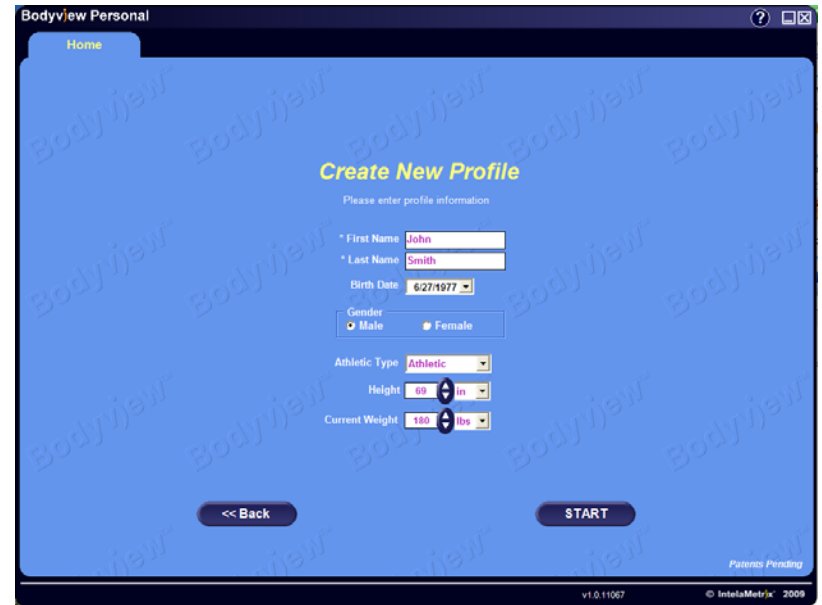 Bodyview Personal
?
Home
Create New Profile
Please enter profile information
* First Name John
* Last Name Smith
Birth Date 6/27/1977
Gender
Male Female
Athletic Type Athletic
Height 69 in
Current Weight 180 lbs
<< Back START
Patents Pending
v1.0.11067 © IntelaMetrix 2009
Bodyview™